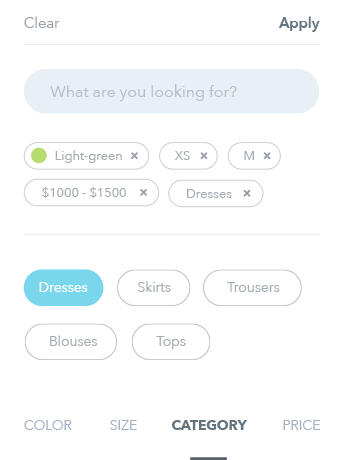 Clear Apply
What are you looking for?
Light-green × XS × M ×
$1000 - $1500 × Dresses ×
Dresses Skirts Trousers
Blouses Tops
COLOR SIZE CATEGORY PRICE